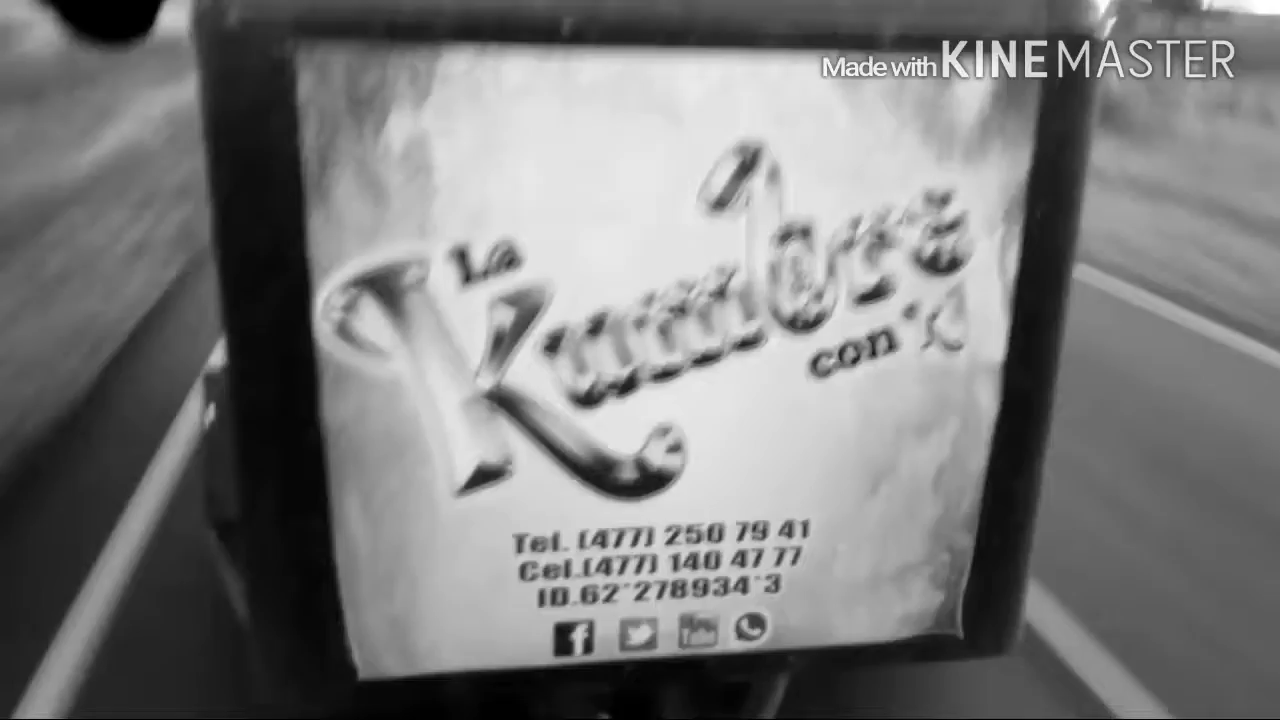 Made with KINEMASTER
La
Kumbre
con K
Tel. (477) 250 79 41
Cel.(477) 140 47 77
ID.62*278934*3